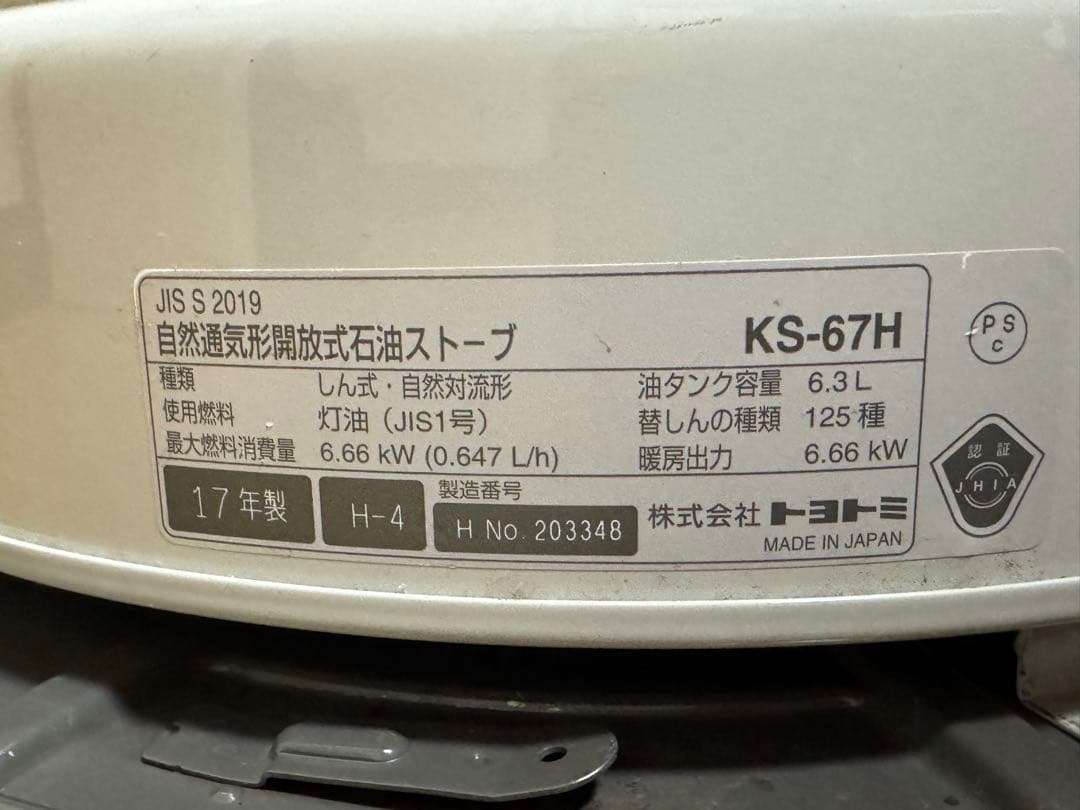 JIS S 2019
自然通気形開放式石油ストーブ KS-67H
種類 しん式・自然対流形 油タンク容量 6.3 L
使用燃料 灯油（JIS1号） 替しんの種類 125 種
最大燃料消費量 6.66 kW (0.647 L/h) 暖房出力 6.66 kW
17年製 H-4 製造番号
H No. 203348
株式会社 トヨトミ
MADE IN JAPAN
PS
C
認証
JHIA